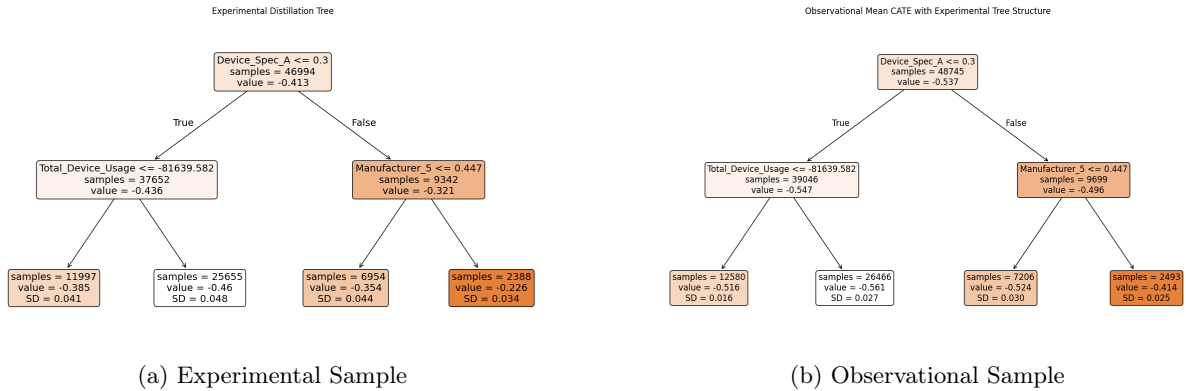 Experimental Distillation Tree
Device_Spec_A <= 0.3
samples = 46994
value = -0.413
True
False
Total_Device_Usage <= -81639.582
samples = 37652
value = -0.436
Manufacturer_5 <= 0.447
samples = 9342
value = -0.321
samples = 11997
value = -0.385
SD = 0.041
samples = 25655
value = -0.46
SD = 0.048
samples = 6954
value = -0.354
SD = 0.044
samples = 2388
value = -0.226
SD = 0.034
(a) Experimental Sample
Observational Mean CATE with Experimental Tree Structure
Device_Spec_A <= 0.3
samples = 48745
value = -0.537
True
False
Total_Device_Usage <= -81639.582
samples = 39046
value = -0.547
Manufacturer_5 <= 0.447
samples = 9699
value = -0.496
samples = 12580
value = -0.516
SD = 0.016
samples = 26466
value = -0.561
SD = 0.027
samples = 7206
value = -0.524
SD = 0.030
samples = 2493
value = -0.414
SD = 0.025
(b) Observational Sample